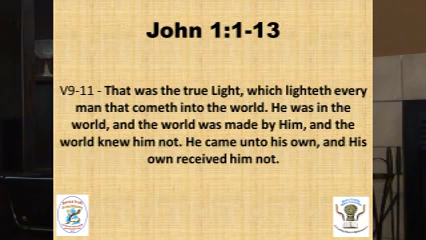 John 1:1-13
V9-11 - That was the true Light, which lighteth every
man that cometh into the world. He was in the
world, and the world was made by Him, and the
world knew him not. He came unto his own, and His
own received him not.